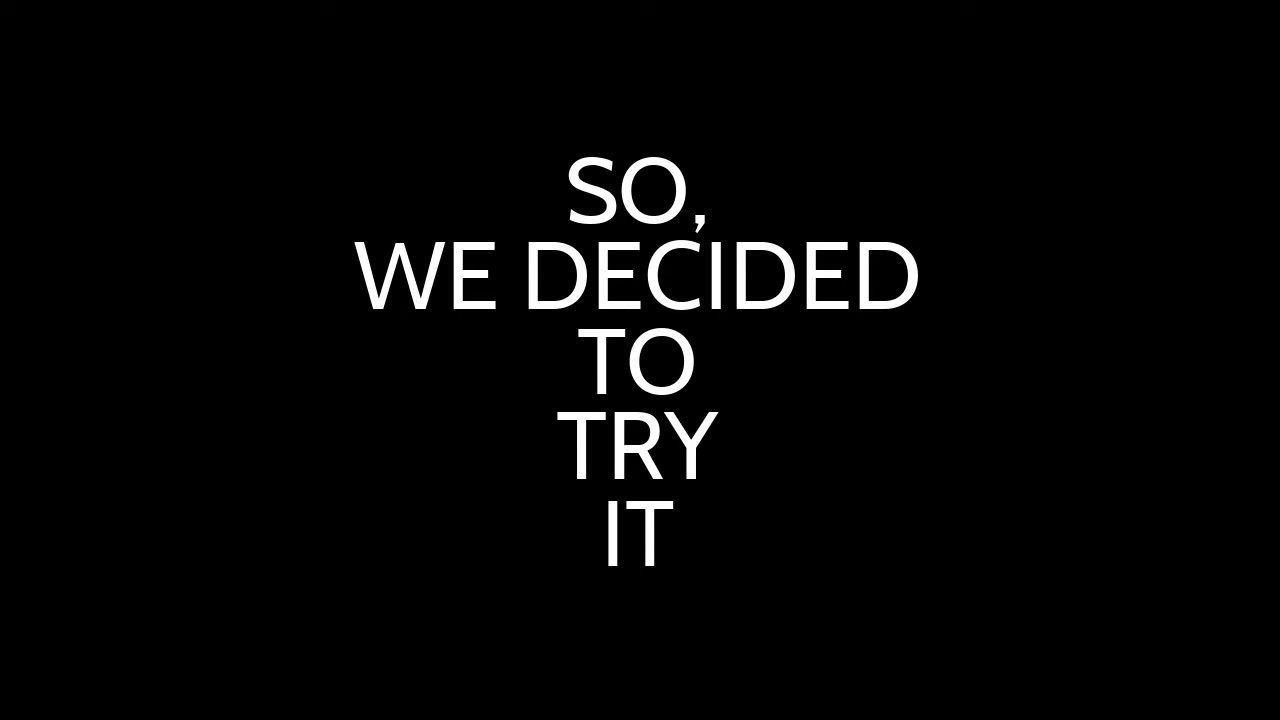 SO,
WE DECIDED
TO
TRY
IT